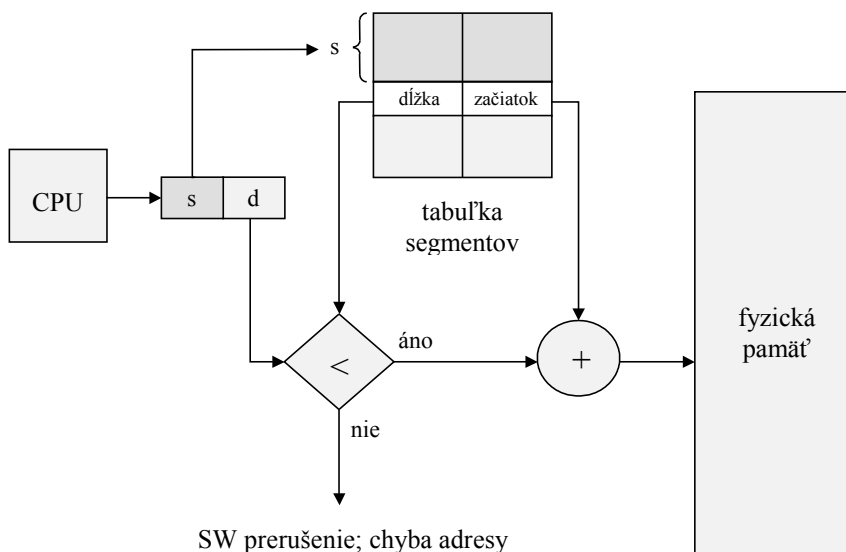 s
dĺžka
začiatok
CPU
s
d
tabuľka
segmentov
<
áno
+
fyzická
pamäť
nie
SW prerušenie; chyba adresy